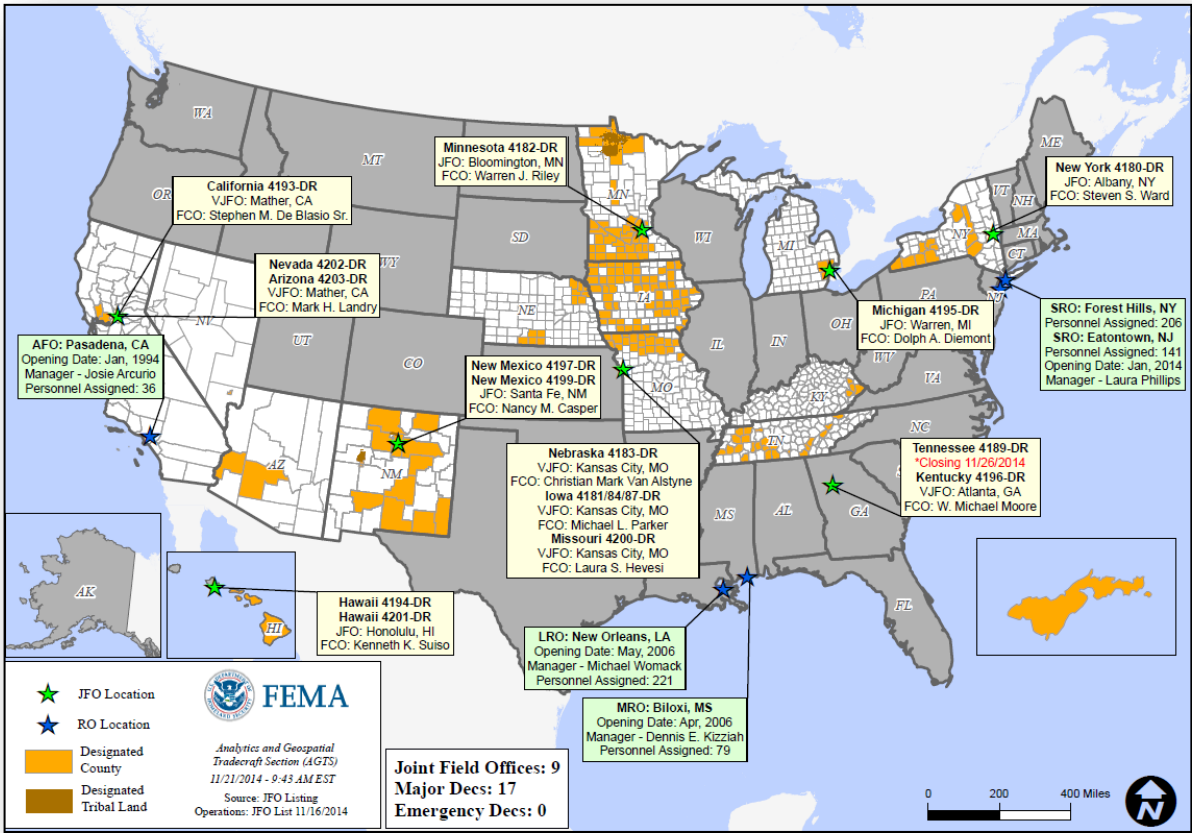 WA
MT
OR
SD
WY
NV
UT
CO
NE
MN
WI
IA
MI
IL
IN
OH
MO
KY
WV
VA
PA
NY
NJ
VT
NH
ME
MA
CT
NC
TN
AZ
NM
MS
AL
GA
FL
AK
HI
California 4193-DR
VJFO: Mather, CA
FCO: Stephen M. De Blasio Sr.
Nevada 4202-DR
Arizona 4203-DR
VJFO: Mather, CA
FCO: Mark H. Landry
AFO: Pasadena, CA
Opening Date: Jan, 1994
Manager - Josie Arcurio
Personnel Assigned: 36
Minnesota 4182-DR
JFO: Bloomington, MN
FCO: Warren J. Riley
New York 4180-DR
JFO: Albany, NY
FCO: Steven S. Ward
Michigan 4195-DR
JFO: Warren, MI
FCO: Dolph A. Diemont
SRO: Forest Hills, NY
Personnel Assigned: 206
SRO: Eatontown, NJ
Personnel Assigned: 141
Opening Date: Jan, 2014
Manager - Laura Phillips
New Mexico 4197-DR
New Mexico 4199-DR
JFO: Santa Fe, NM
FCO: Nancy M. Casper
Nebraska 4183-DR
VJFO: Kansas City, MO
FCO: Christian Mark Van Alstyne
Iowa 4181/84/87-DR
VJFO: Kansas City, MO
FCO: Michael L. Parker
Missouri 4200-DR
VJFO: Kansas City, MO
FCO: Laura S. Hevesi
Tennessee 4189-DR
*Closing 11/26/2014
Kentucky 4196-DR
VJFO: Atlanta, GA
FCO: W. Michael Moore
Hawaii 4194-DR
Hawaii 4201-DR
JFO: Honolulu, HI
FCO: Kenneth K. Suiso
LRO: New Orleans, LA
Opening Date: May, 2006
Manager - Michael Womack
Personnel Assigned: 221
MRO: Biloxi, MS
Opening Date: Apr, 2006
Manager - Dennis E. Kizziah
Personnel Assigned: 79
JFO Location
RO Location
Designated
County
Designated
Tribal Land
FEMA
Analytics and Geospatial
Tradecraft Section (AGTS)
11/21/2014 - 9:43 AM EST
Source: JFO Listing
Operations: JFO List 11/16/2014
Joint Field Offices: 9
Major Decs: 17
Emergency Decs: 0
0 200 400 Miles
N